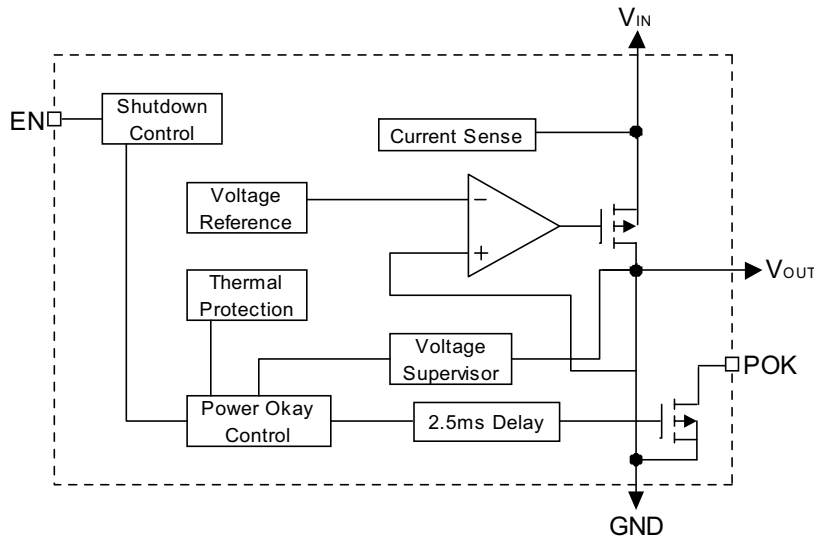 VIN
EN
Shutdown
Control
Current Sense
Voltage
Reference
−
+
Thermal
Protection
VOUT
Voltage
Supervisor
POK
Power Okay
Control
2.5ms Delay
GND